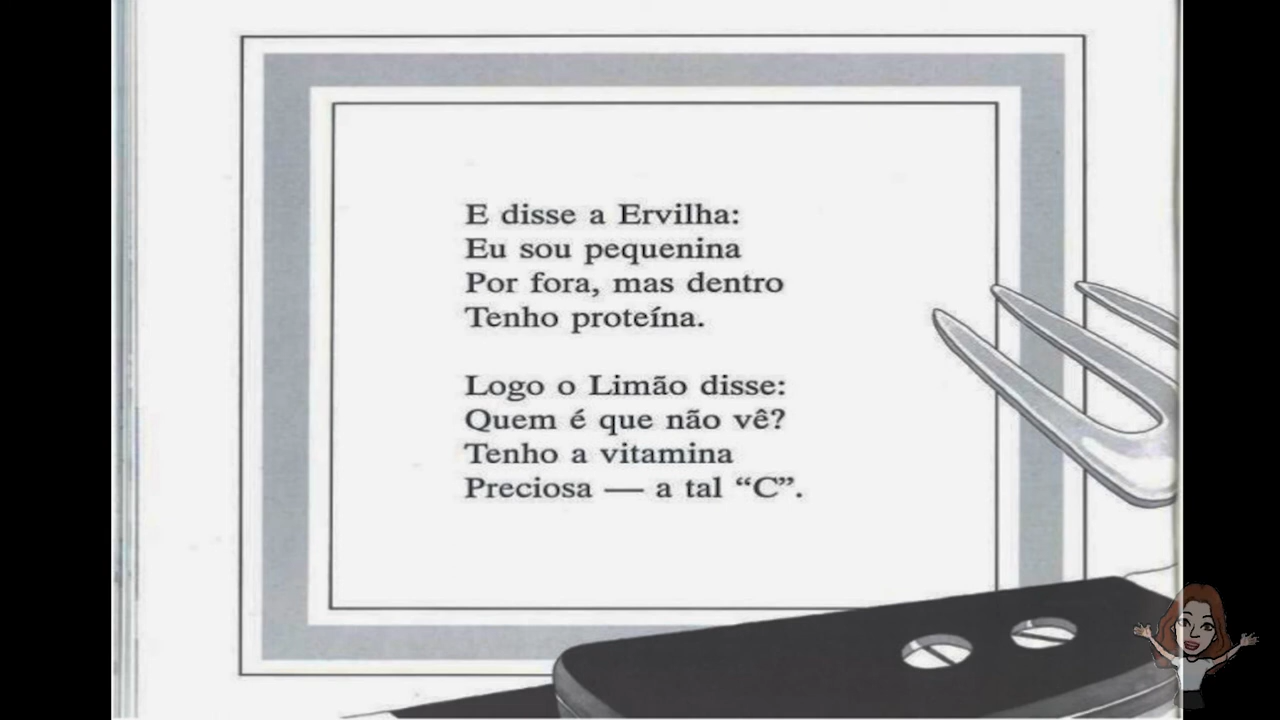 E disse a Ervilha:
Eu sou pequenina
Por fora, mas dentro
Tenho proteína.
Logo o Limão disse:
Quem é que não vê?
Tenho a vitamina
Preciosa — a tal “C”.